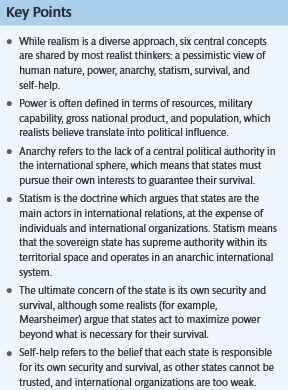 Key Points
• While realism is a diverse approach, six central concepts
are shared by most realist thinkers: a pessimistic view of
human nature, power, anarchy, statism, survival, and
self-help.
• Power is often defined in terms of resources, military
capability, gross national product, and population, which
realists believe translate into political influence.
• Anarchy refers to the lack of a central political authority in
the international sphere, which means that states must
pursue their own interests to guarantee their survival.
• Statism is the doctrine which argues that states are the
main actors in international relations, at the expense of
individuals and international organizations. Statism means
that the sovereign state has supreme authority within its
territorial space and operates in an anarchic international
system.
• The ultimate concern of the state is its own security and
survival, although some realists (for example,
Mearsheimer) argue that states act to maximize power
beyond what is necessary for their survival.
• Self-help refers to the belief that each state is responsible
for its own security and survival, as other states cannot be
trusted, and international organizations are too weak.